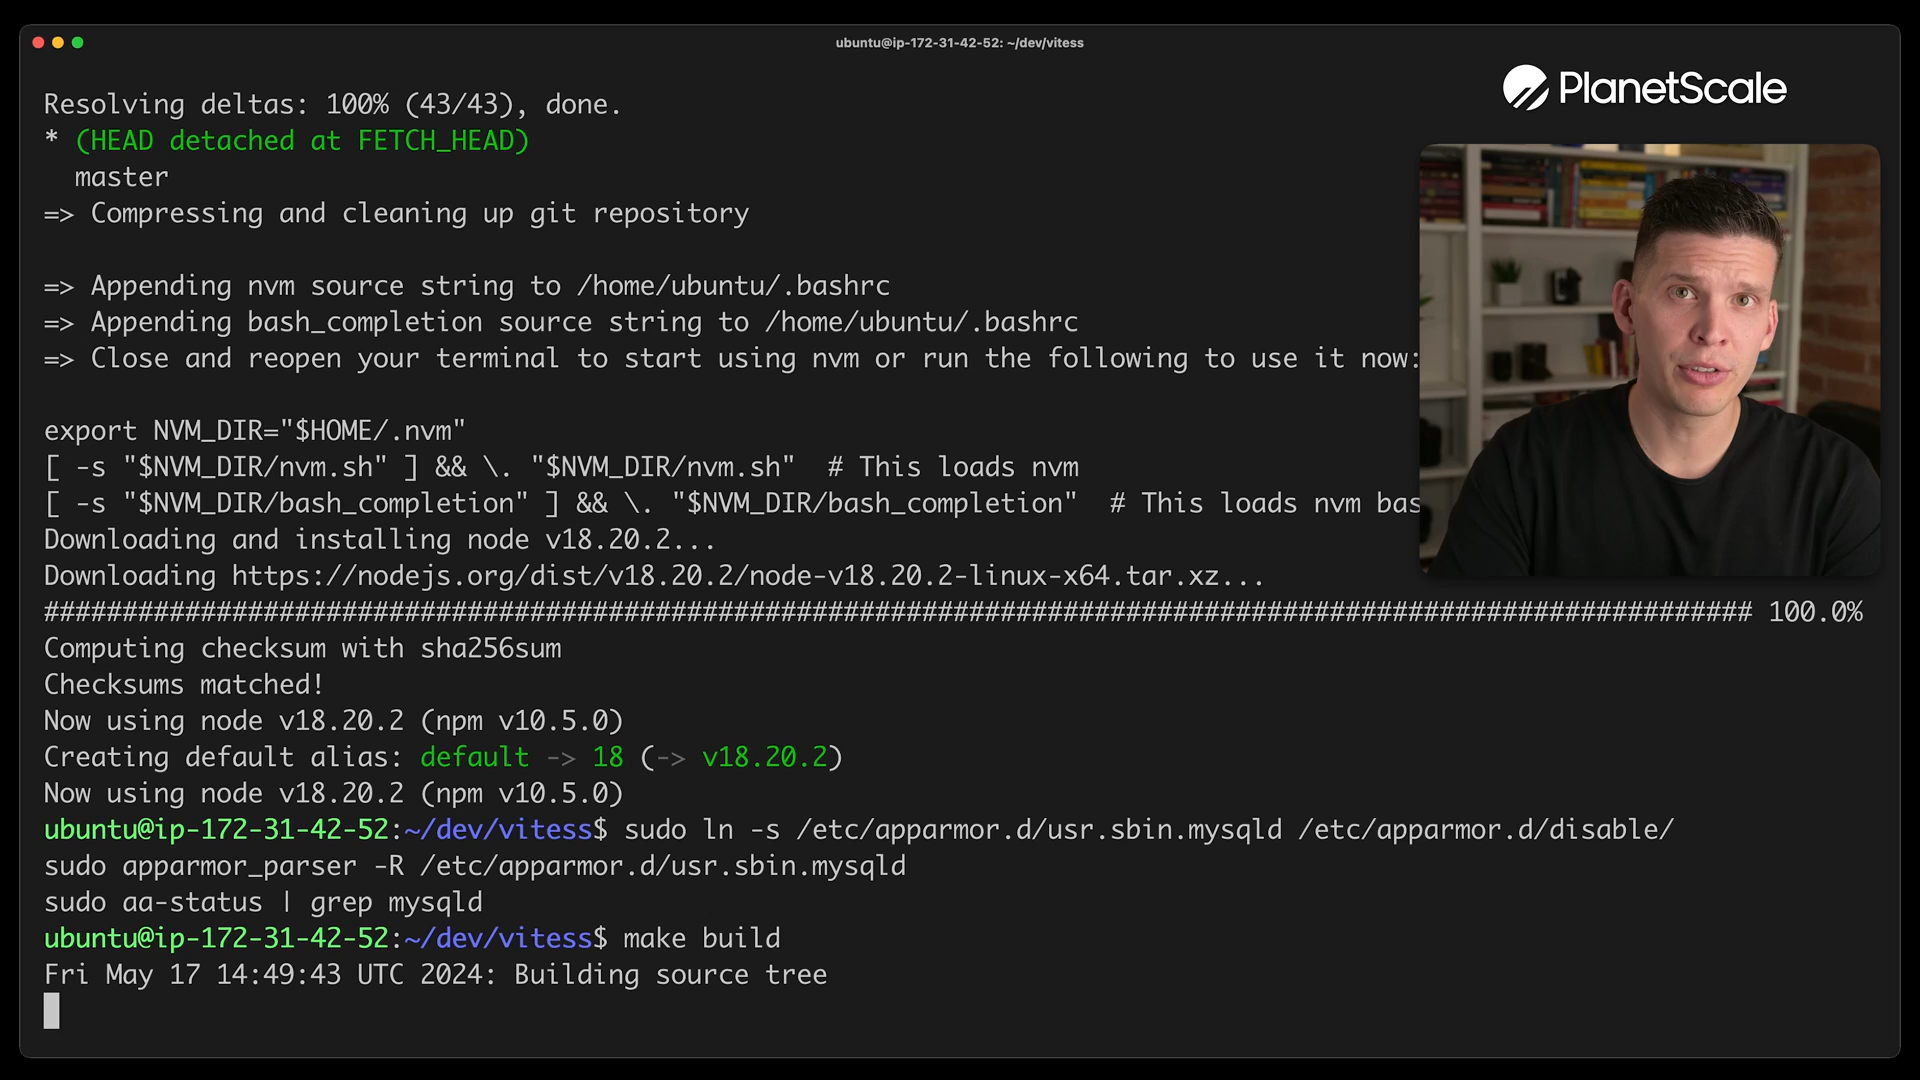 ubuntu@ip-172-31-42-52: ~/dev/vitess
PlanetScale
Resolving deltas: 100% (43/43), done.
* (HEAD detached at FETCH_HEAD)
  master
=> Compressing and cleaning up git repository

=> Appending nvm source string to /home/ubuntu/.bashrc
=> Appending bash_completion source string to /home/ubuntu/.bashrc
=> Close and reopen your terminal to start using nvm or run the following to use it now:

export NVM_DIR="$HOME/.nvm"
[ -s "$NVM_DIR/nvm.sh" ] && \. "$NVM_DIR/nvm.sh"  # This loads nvm
[ -s "$NVM_DIR/bash_completion" ] && \. "$NVM_DIR/bash_completion"  # This loads nvm bas
Downloading and installing node v18.20.2...
Downloading https://nodejs.org/dist/v18.20.2/node-v18.20.2-linux-x64.tar.xz...
############################################################################################################# 100.0%
Computing checksum with sha256sum
Checksums matched!
Now using node v18.20.2 (npm v10.5.0)
Creating default alias: default -> 18 (-> v18.20.2)
Now using node v18.20.2 (npm v10.5.0)
ubuntu@ip-172-31-42-52:~/dev/vitess$ sudo ln -s /etc/apparmor.d/usr.sbin.mysqld /etc/apparmor.d/disable/
sudo apparmor_parser -R /etc/apparmor.d/usr.sbin.mysqld
sudo aa-status | grep mysqld
ubuntu@ip-172-31-42-52:~/dev/vitess$ make build
Fri May 17 14:49:43 UTC 2024: Building source tree